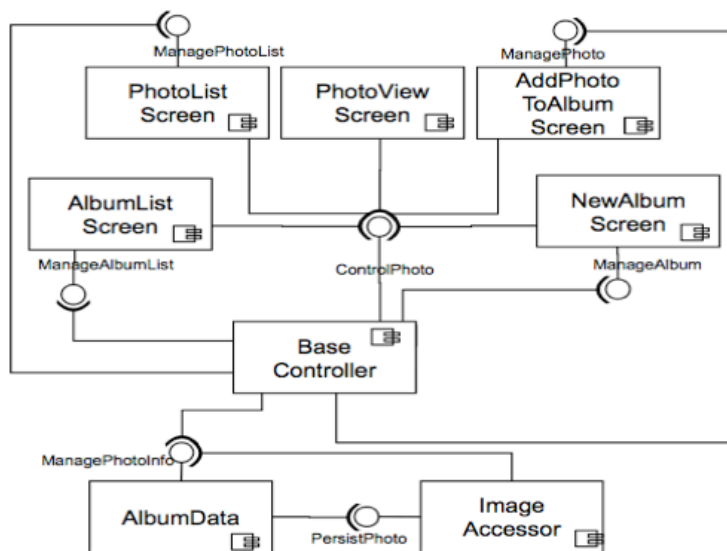 ManagePhotoList
ManagePhoto
PhotoList
Screen
PhotoView
Screen
AddPhoto
ToAlbum
Screen
AlbumList
Screen
NewAlbum
Screen
ManageAlbumList
ControlPhoto
ManageAlbum
Base
Controller
ManagePhotoInfo
AlbumData
PersistPhoto
Image
Accessor